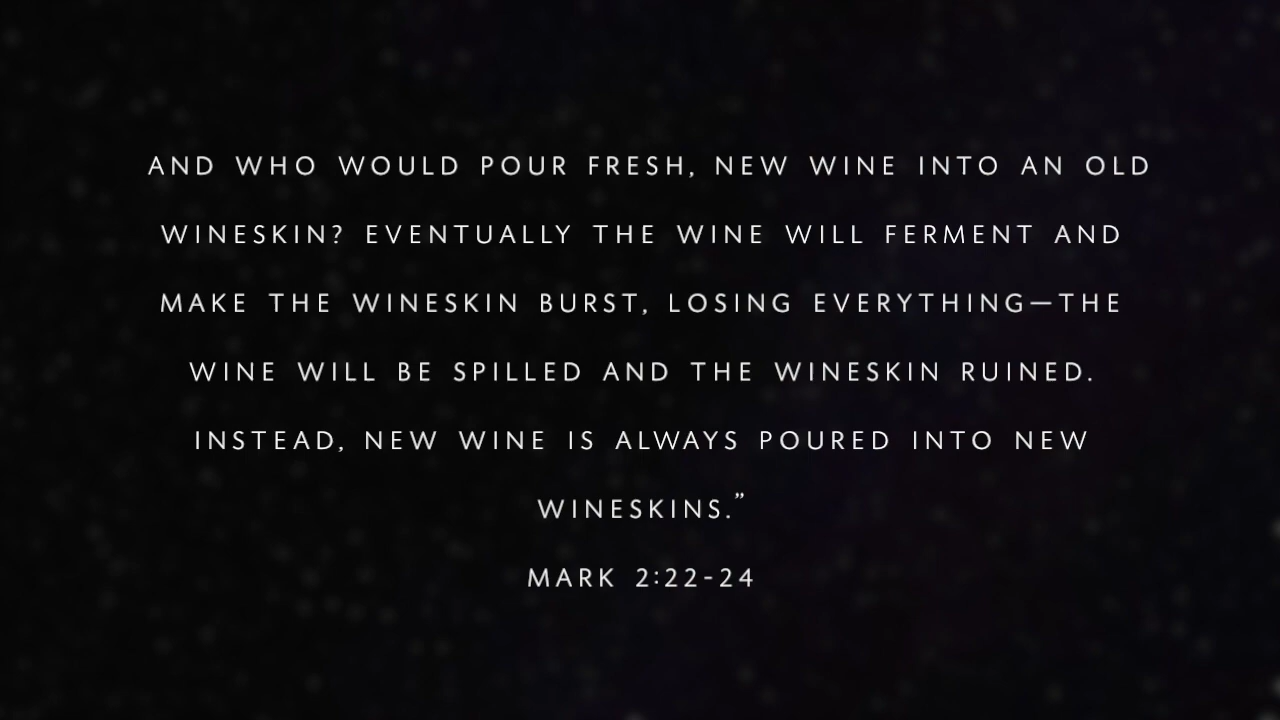 AND WHO WOULD POUR FRESH, NEW WINE INTO AN OLD
WINESKIN? EVENTUALLY THE WINE WILL FERMENT AND
MAKE THE WINESKIN BURST, LOSING EVERYTHING—THE
WINE WILL BE SPILLED AND THE WINESKIN RUINED.
INSTEAD, NEW WINE IS ALWAYS POURED INTO NEW
WINESKINS.”
MARK 2:22-24